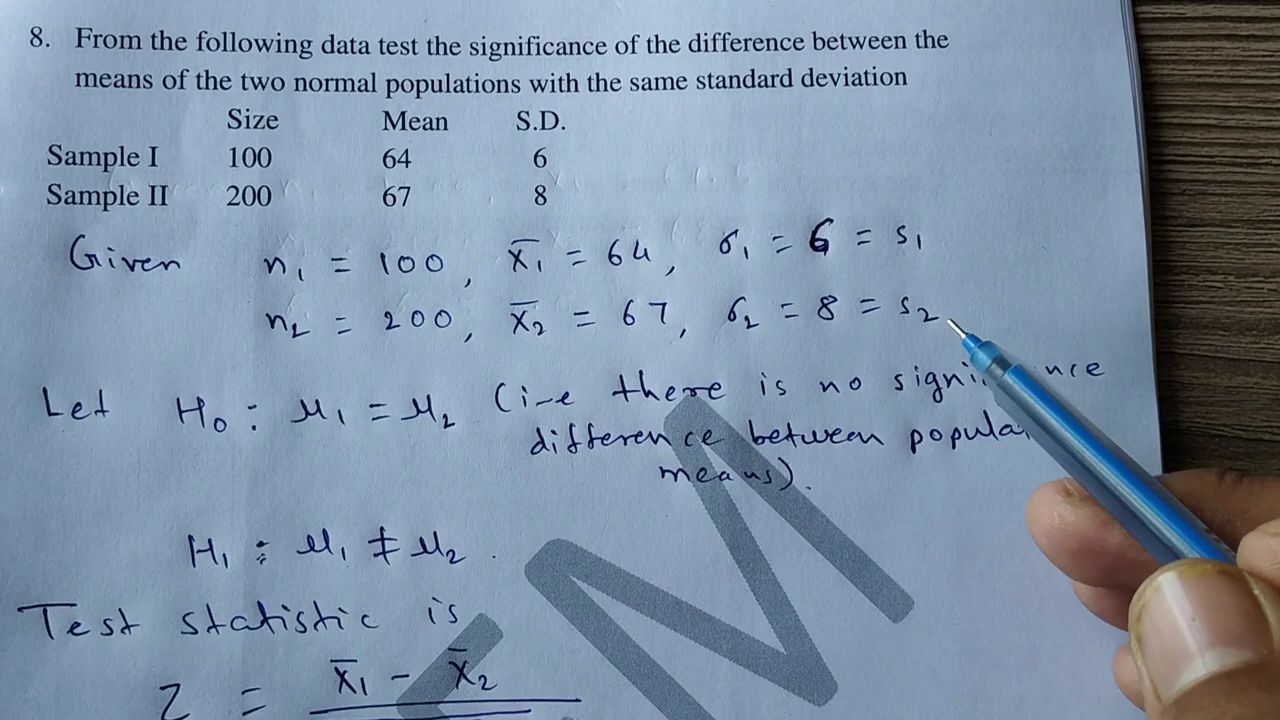 8. From the following data test the significance of the difference between the
means of the two normal populations with the same standard deviation
Size Mean S.D.
Sample I 100 64 6
Sample II 200 67 8
Given n₁ = 100, x̄₁ = 64, σ₁ = 6 = s₁
n₂ = 200, x̄₂ = 67, σ₂ = 8 = s₂
Let H₀ : μ₁ = μ₂ (i-e there is no
difference between
means).
H₁ : μ₁ ≠ μ₂.
Test statistic is
Z = x̄₁ - x̄₂